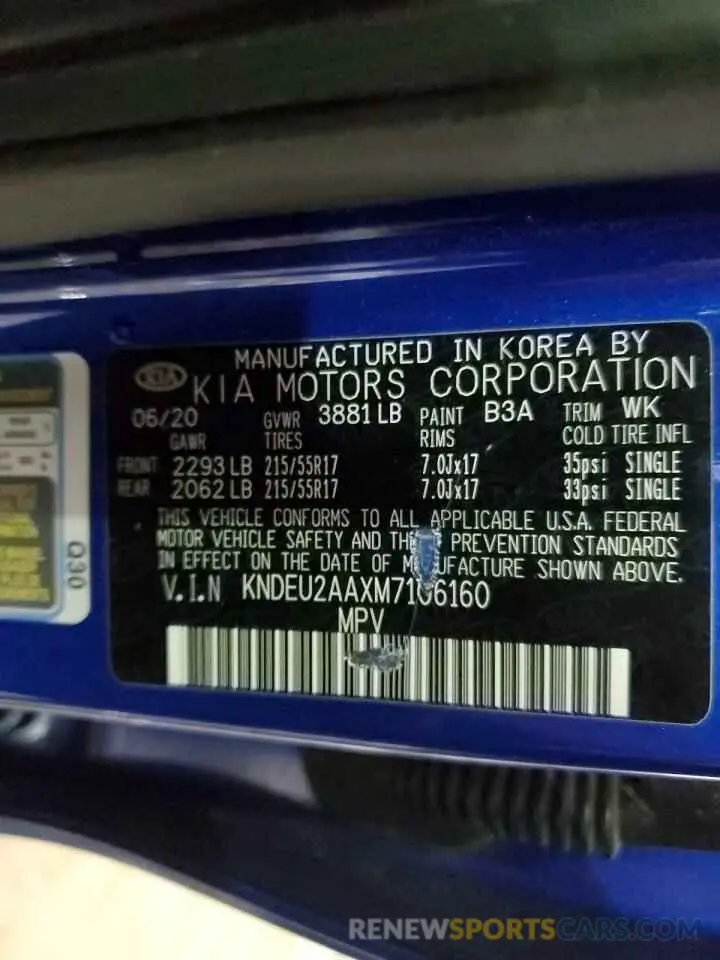 MANUFACTURED IN KOREA BY
KIA KIA MOTORS CORPORATION
06/20 GVWR 3881 LB PAINT B3A TRIM WK
GAWR TIRES RIMS COLD TIRE INFL
FRONT 2293 LB 215/55R17 7.0Jx17 35psi SINGLE
REAR 2062 LB 215/55R17 7.0Jx17 33psi SINGLE
THIS VEHICLE CONFORMS TO ALL APPLICABLE U.S.A. FEDERAL
MOTOR VEHICLE SAFETY AND PREVENTION STANDARDS
IN EFFECT ON THE DATE OF SHOWN ABOVE.
V.I.N KNDEU2AAXM7106160
MPV
Q30
RENEWSPORTSCARS.COM